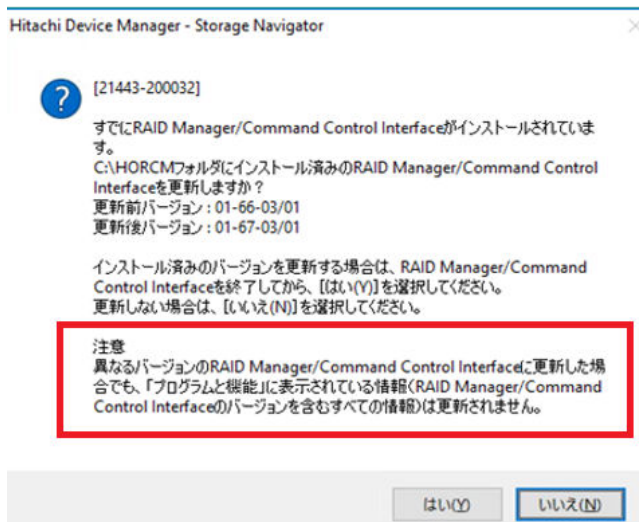 Hitachi Device Manager - Storage Navigator
[21443-200032]
すでにRAID Manager/Command Control Interfaceがインストールされていま
す。
C:\HORCMフォルダにインストール済みのRAID Manager/Command Control
Interfaceを更新しますか？
更新前バージョン : 01-66-03/01
更新後バージョン : 01-67-03/01
インストール済みのバージョンを更新する場合は、RAID Manager/Command
Control Interfaceを終了してから、[はい(Y)]を選択してください。
更新しない場合は、[いいえ(N)]を選択してください。
注意
異なるバージョンのRAID Manager/Command Control Interfaceに更新した場
合でも、「プログラムと機能」に表示されている情報(RAID Manager/Command
Control Interfaceのバージョンを含むすべての情報)は更新されません。
はい(Y)
いいえ(N)